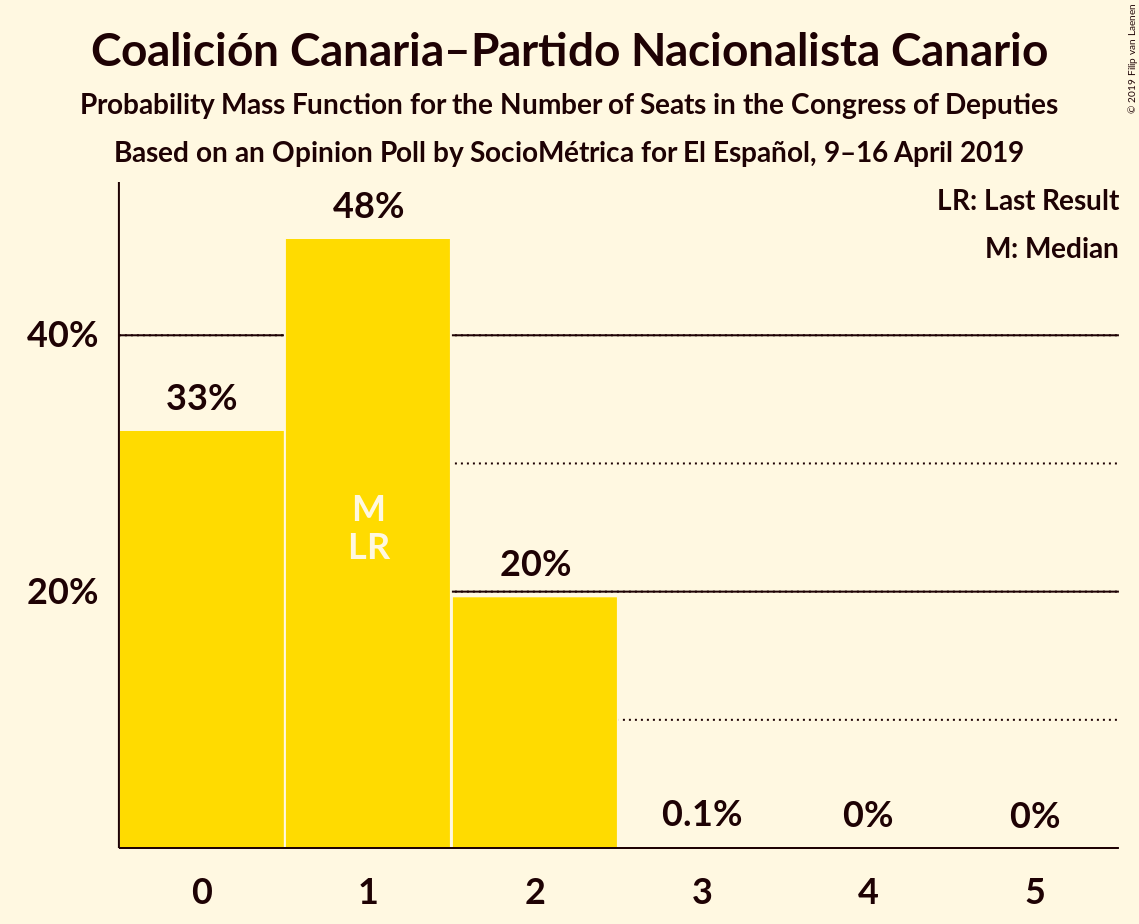 Coalición Canaria–Partido Nacionalista Canario
Probability Mass Function for the Number of Seats in the Congress of Deputies
Based on an Opinion Poll by SocioMétrica for El Español, 9–16 April 2019
© 2019 Filip van Laenen
LR: Last Result
M: Median
48%
40%
33%
M
LR
20%
20%
0.1%
0%
0%
0
1
2
3
4
5